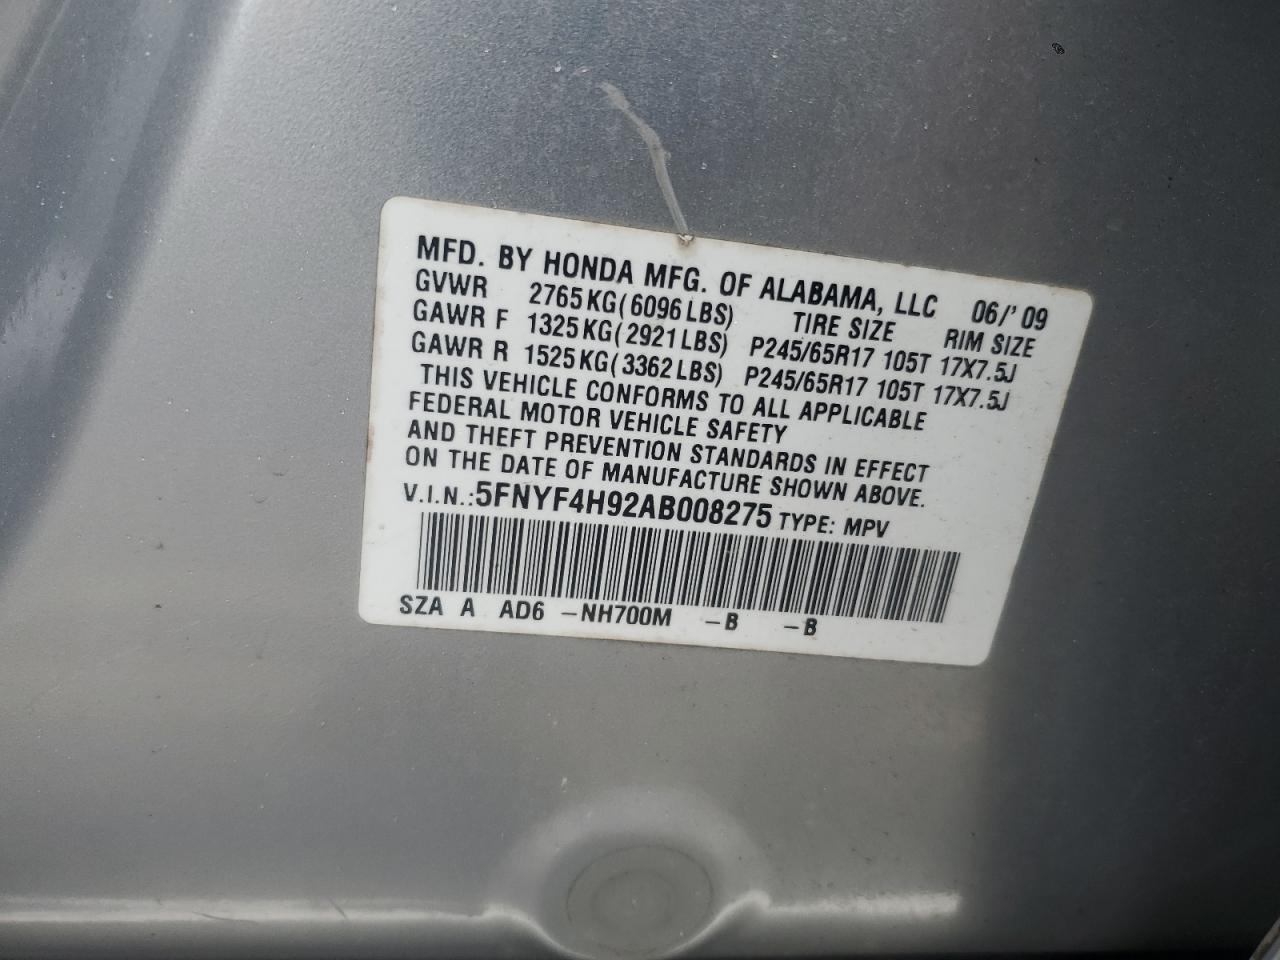 MFD. BY HONDA MFG. OF ALABAMA, LLC 06/'09
GVWR 2765KG(6096LBS) TIRE SIZE RIM SIZE
GAWR F 1325KG(2921LBS) P245/65R17 105T 17X7.5J
GAWR R 1525KG(3362LBS) P245/65R17 105T 17X7.5J
THIS VEHICLE CONFORMS TO ALL APPLICABLE
FEDERAL MOTOR VEHICLE SAFETY
AND THEFT PREVENTION STANDARDS IN EFFECT
ON THE DATE OF MANUFACTURE SHOWN ABOVE.
V.I.N.:5FNYF4H92AB008275 TYPE: MPV
SZA A AD6 -NH700M -B -B